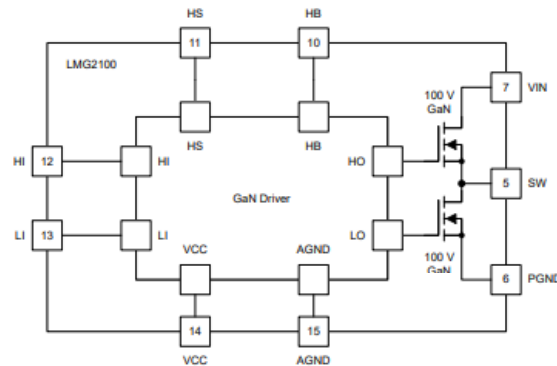 HS
HB
11
10
LMG2100
7
VIN
100 V
GaN
HS
HB
HI
12
HI
HO
5
SW
GaN Driver
LI
13
LI
LO
VCC
AGND
100 V
GaN
6
PGND
14
15
VCC
AGND